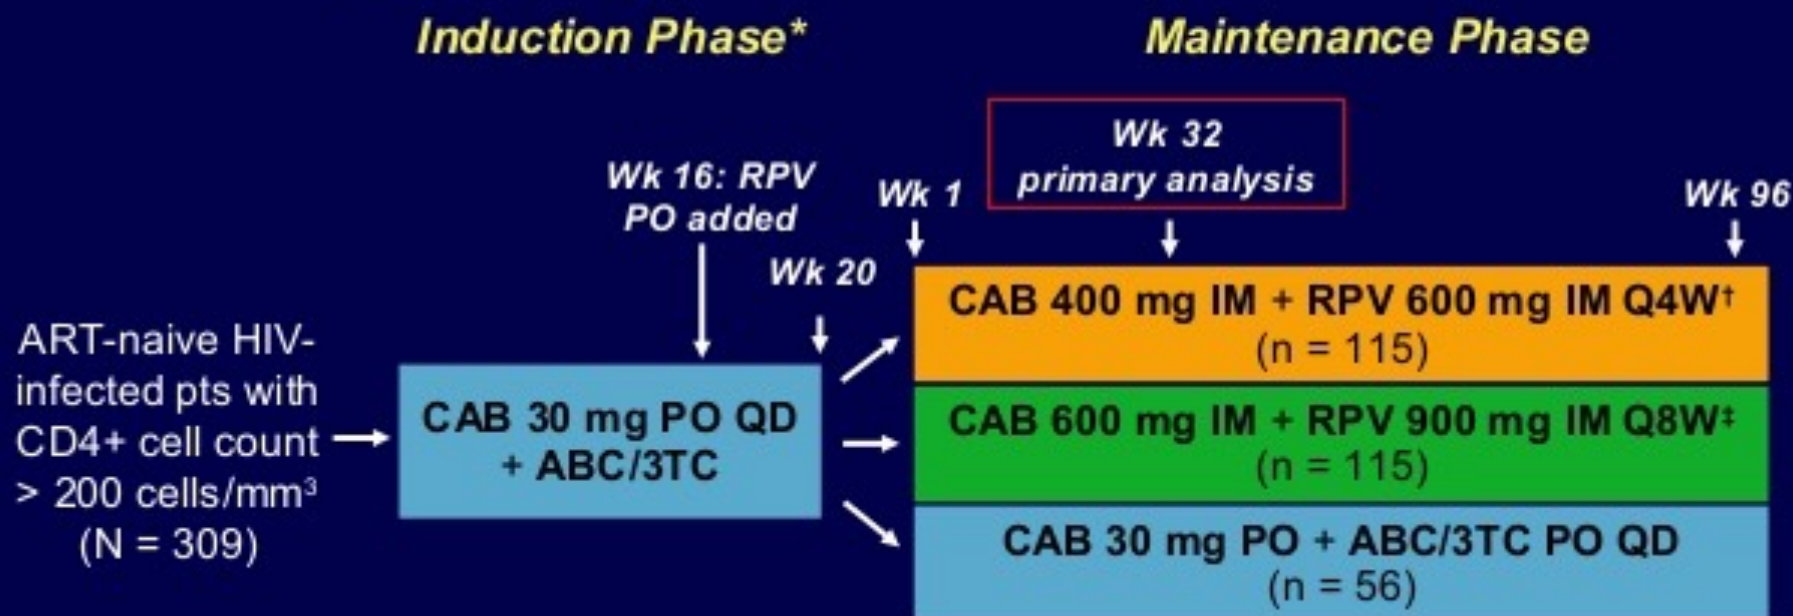 Induction Phase*
Maintenance Phase
Wk 32
primary analysis
Wk 16: RPV
PO added
Wk 1
Wk 96
Wk 20
ART-naive HIV-
infected pts with
CD4+ cell count
> 200 cells/mm³
(N = 309)
CAB 30 mg PO QD
+ ABC/3TC
CAB 400 mg IM + RPV 600 mg IM Q4W†
(n = 115)
CAB 600 mg IM + RPV 900 mg IM Q8W‡
(n = 115)
CAB 30 mg PO + ABC/3TC PO QD
(n = 56)